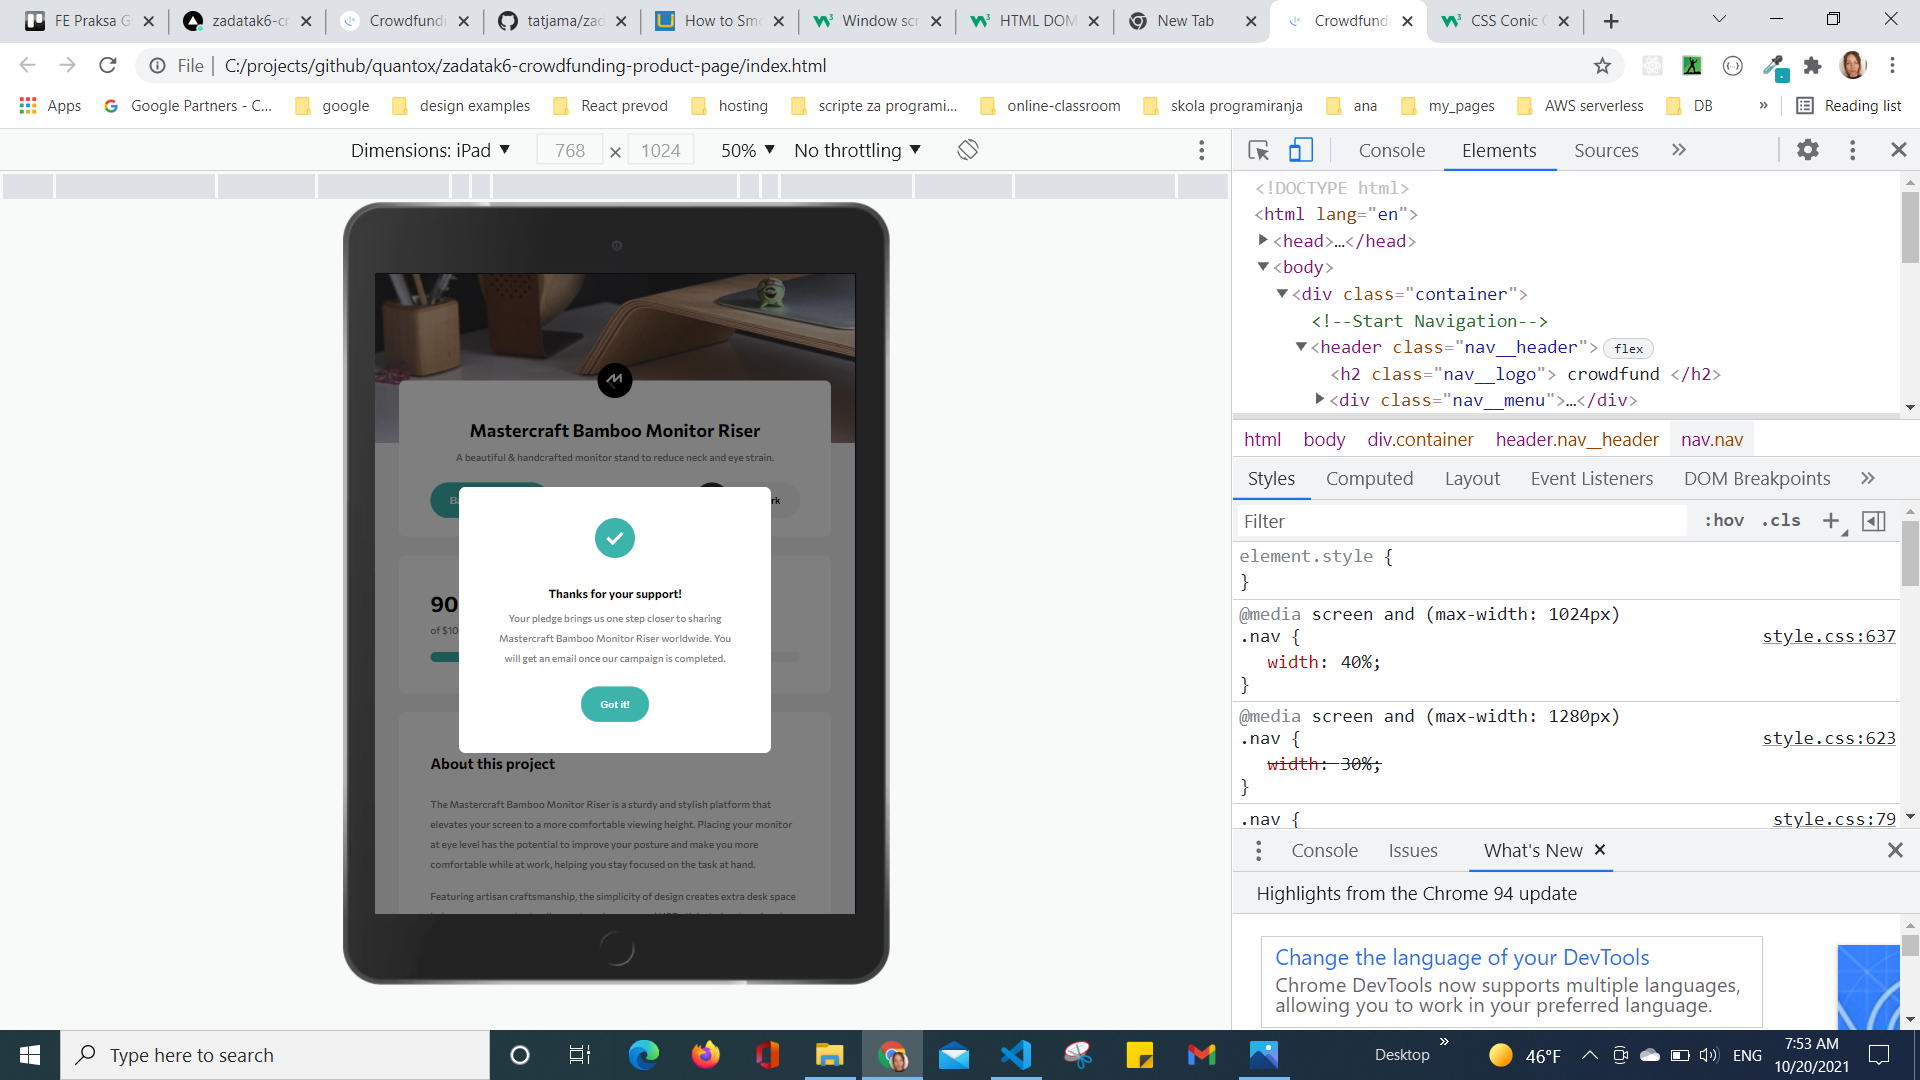 FE Praksa G
zadatak6-cr
Crowdfundi
tatjama/zad
How to Smo
Window scr
HTML DOM
New Tab
Crowdfundi
CSS Conic G
File | C:/projects/github/quantox/zadatak6-crowdfunding-product-page/index.html
Apps
Google Partners - C...
google
design examples
React prevod
hosting
scripte za programi...
online-classroom
skola programiranja
ana
my_pages
AWS serverless
DB
»
Reading list
Dimensions: iPad ▼ 768 × 1024 50% ▼ No throttling ▼
Mastercraft Bamboo Monitor Riser
A beautiful & handcrafted monitor stand to reduce neck and eye strain.
Ba
rk
Thanks for your support!
Your pledge brings us one step closer to sharing
Mastercraft Bamboo Monitor Riser worldwide. You
will get an email once our campaign is completed.
Got it!
90
of $10
About this project
The Mastercraft Bamboo Monitor Riser is a sturdy and stylish platform that
elevates your screen to a more comfortable viewing height. Placing your monitor
at eye level has the potential to improve your posture and make you more
comfortable while at work, helping you stay focused on the task at hand.
Featuring artisan craftsmanship, the simplicity of design creates extra desk space
Console Elements Sources »
<!DOCTYPE html>
<html lang="en">
<head>…</head>
<body>
<div class="container">
<!--Start Navigation-->
<header class="nav__header"> flex
<h2 class="nav__logo"> crowdfund </h2>
<div class="nav__menu">…</div>
html body div.container header.nav__header nav.nav
Styles Computed Layout Event Listeners DOM Breakpoints »
Filter :hov .cls +
element.style {
}
@media screen and (max-width: 1024px)
.nav { style.css:637
width: 40%;
}
@media screen and (max-width: 1280px)
.nav { style.css:623
width: 30%;
}
.nav { style.css:79
Console Issues What's New ×
Highlights from the Chrome 94 update
Change the language of your DevTools
Chrome DevTools now supports multiple languages,
allowing you to work in your preferred language.
Type here to search
Desktop »
46°F
ENG
7:53 AM
10/20/2021